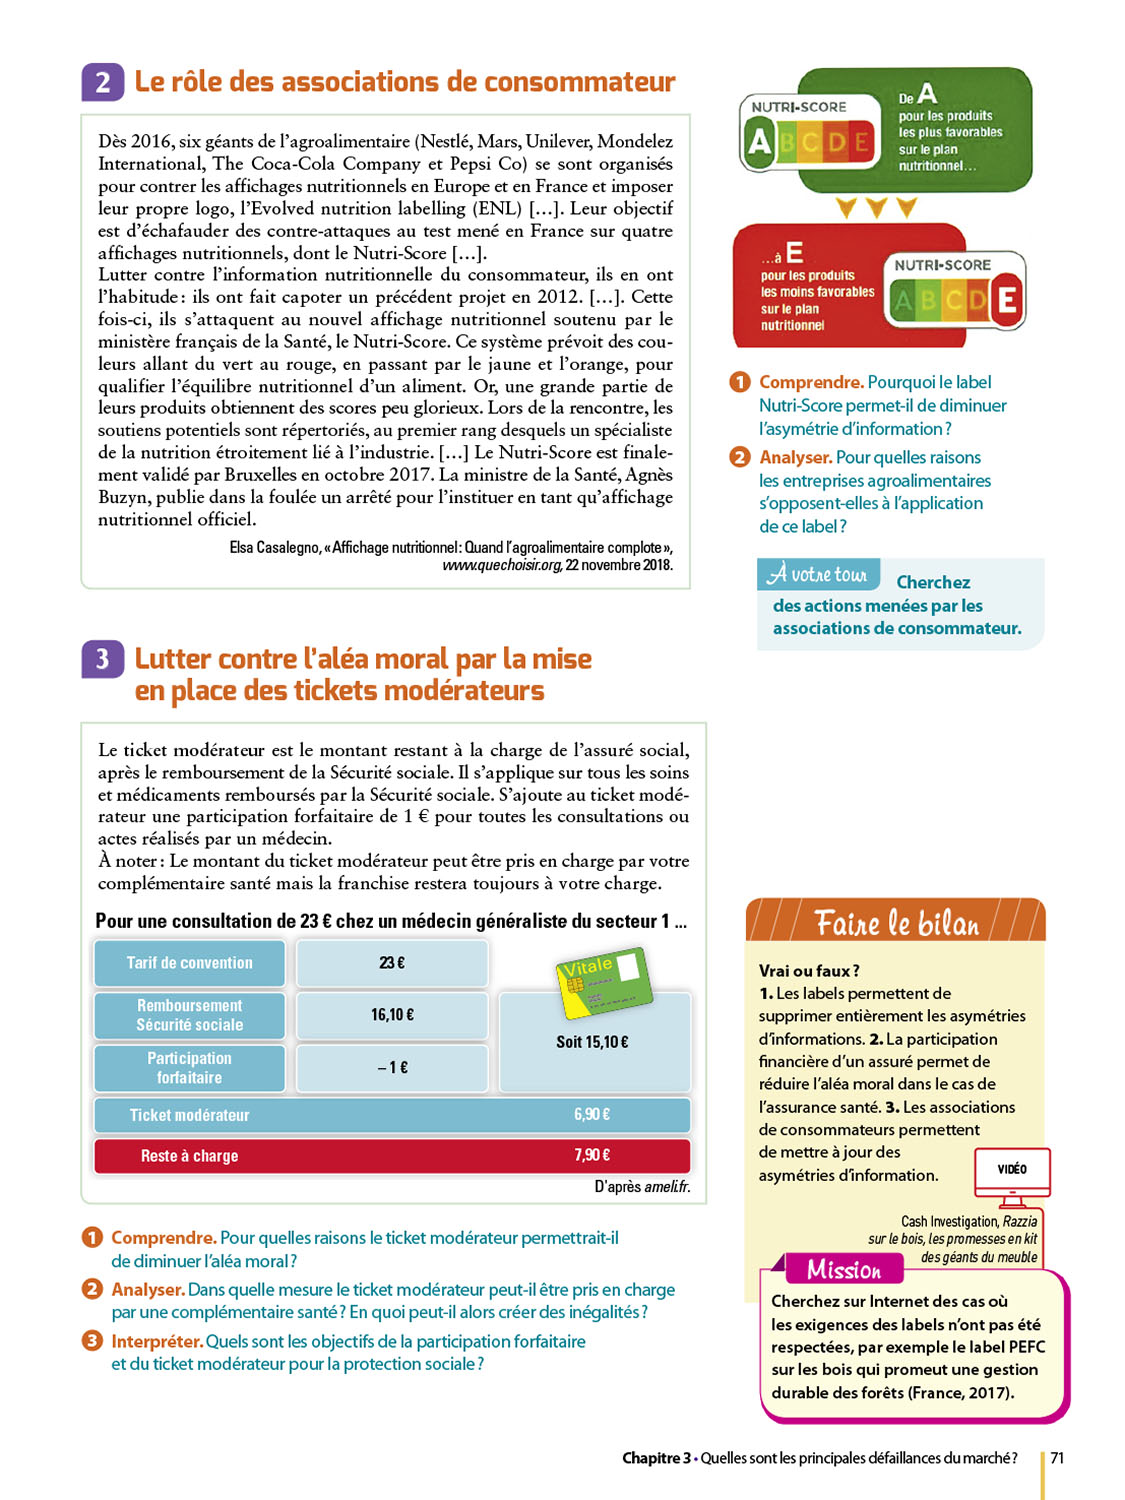 2 Le rôle des associations de consommateur
Dès 2016, six géants de l'agroalimentaire (Nestlé, Mars, Unilever, Mondelez
International, The Coca-Cola Company et Pepsi Co) se sont organisés
pour contrer les affichages nutritionnels en Europe et en France et imposer
leur propre logo, l'Evolved nutrition labelling (ENL) […]. Leur objectif
est d'échafauder des contre-attaques au test mené en France sur quatre
affichages nutritionnels, dont le Nutri-Score […].
Lutter contre l'information nutritionnelle du consommateur, ils en ont
l'habitude : ils ont fait capoter un précédent projet en 2012. […]. Cette
fois-ci, ils s'attaquent au nouvel affichage nutritionnel soutenu par le
ministère français de la Santé, le Nutri-Score. Ce système prévoit des cou-
leurs allant du vert au rouge, en passant par le jaune et l'orange, pour
qualifier l'équilibre nutritionnel d'un aliment. Or, une grande partie de
leurs produits obtiennent des scores peu glorieux. Lors de la rencontre, les
soutiens potentiels sont répertoriés, au premier rang desquels un spécialiste
de la nutrition étroitement lié à l'industrie. […] Le Nutri-Score est finale-
ment validé par Bruxelles en octobre 2017. La ministre de la Santé, Agnès
Buzyn, publie dans la foulée un arrêté pour l'instituer en tant qu'affichage
nutritionnel officiel.
Elsa Casalegno, « Affichage nutritionnel : Quand l'agroalimentaire complote »,
www.quechoisir.org, 22 novembre 2018.
NUTRI-SCORE
A B C D E
De A
pour les produits
les plus favorables
sur le plan
nutritionnel…
…à E
pour les produits
les moins favorables
sur le plan
nutritionnel
NUTRI-SCORE
A B C D E
1 Comprendre. Pourquoi le label
Nutri-Score permet-il de diminuer
l'asymétrie d'information ?
2 Analyser. Pour quelles raisons
les entreprises agroalimentaires
s'opposent-elles à l'application
de ce label ?
À votre tour Cherchez
des actions menées par les
associations de consommateur.
3 Lutter contre l'aléa moral par la mise
en place des tickets modérateurs
Le ticket modérateur est le montant restant à la charge de l'assuré social,
après le remboursement de la Sécurité sociale. Il s'applique sur tous les soins
et médicaments remboursés par la Sécurité sociale. S'ajoute au ticket modé-
rateur une participation forfaitaire de 1 € pour toutes les consultations ou
actes réalisés par un médecin.
À noter : Le montant du ticket modérateur peut être pris en charge par votre
complémentaire santé mais la franchise restera toujours à votre charge.
Pour une consultation de 23 € chez un médecin généraliste du secteur 1 ...
Tarif de convention 23 €
Vitale
Remboursement
Sécurité sociale 16,10 €
Soit 15,10 €
Participation
forfaitaire – 1 €
Ticket modérateur 6,90 €
Reste à charge 7,90 €
D'après ameli.fr.
1 Comprendre. Pour quelles raisons le ticket modérateur permettrait-il
de diminuer l'aléa moral ?
2 Analyser. Dans quelle mesure le ticket modérateur peut-il être pris en charge
par une complémentaire santé ? En quoi peut-il alors créer des inégalités ?
3 Interpréter. Quels sont les objectifs de la participation forfaitaire
et du ticket modérateur pour la protection sociale ?
Faire le bilan
Vrai ou faux ?
1. Les labels permettent de
supprimer entièrement les asymétries
d'informations. 2. La participation
financière d'un assuré permet de
réduire l'aléa moral dans le cas de
l'assurance santé. 3. Les associations
de consommateurs permettent
de mettre à jour des
asymétries d'information.
VIDÉO
Cash Investigation, Razzia
sur le bois, les promesses en kit
des géants du meuble
Mission
Cherchez sur Internet des cas où
les exigences des labels n'ont pas été
respectées, par exemple le label PEFC
sur les bois qui promeut une gestion
durable des forêts (France, 2017).
Chapitre 3 • Quelles sont les principales défaillances du marché ? 71